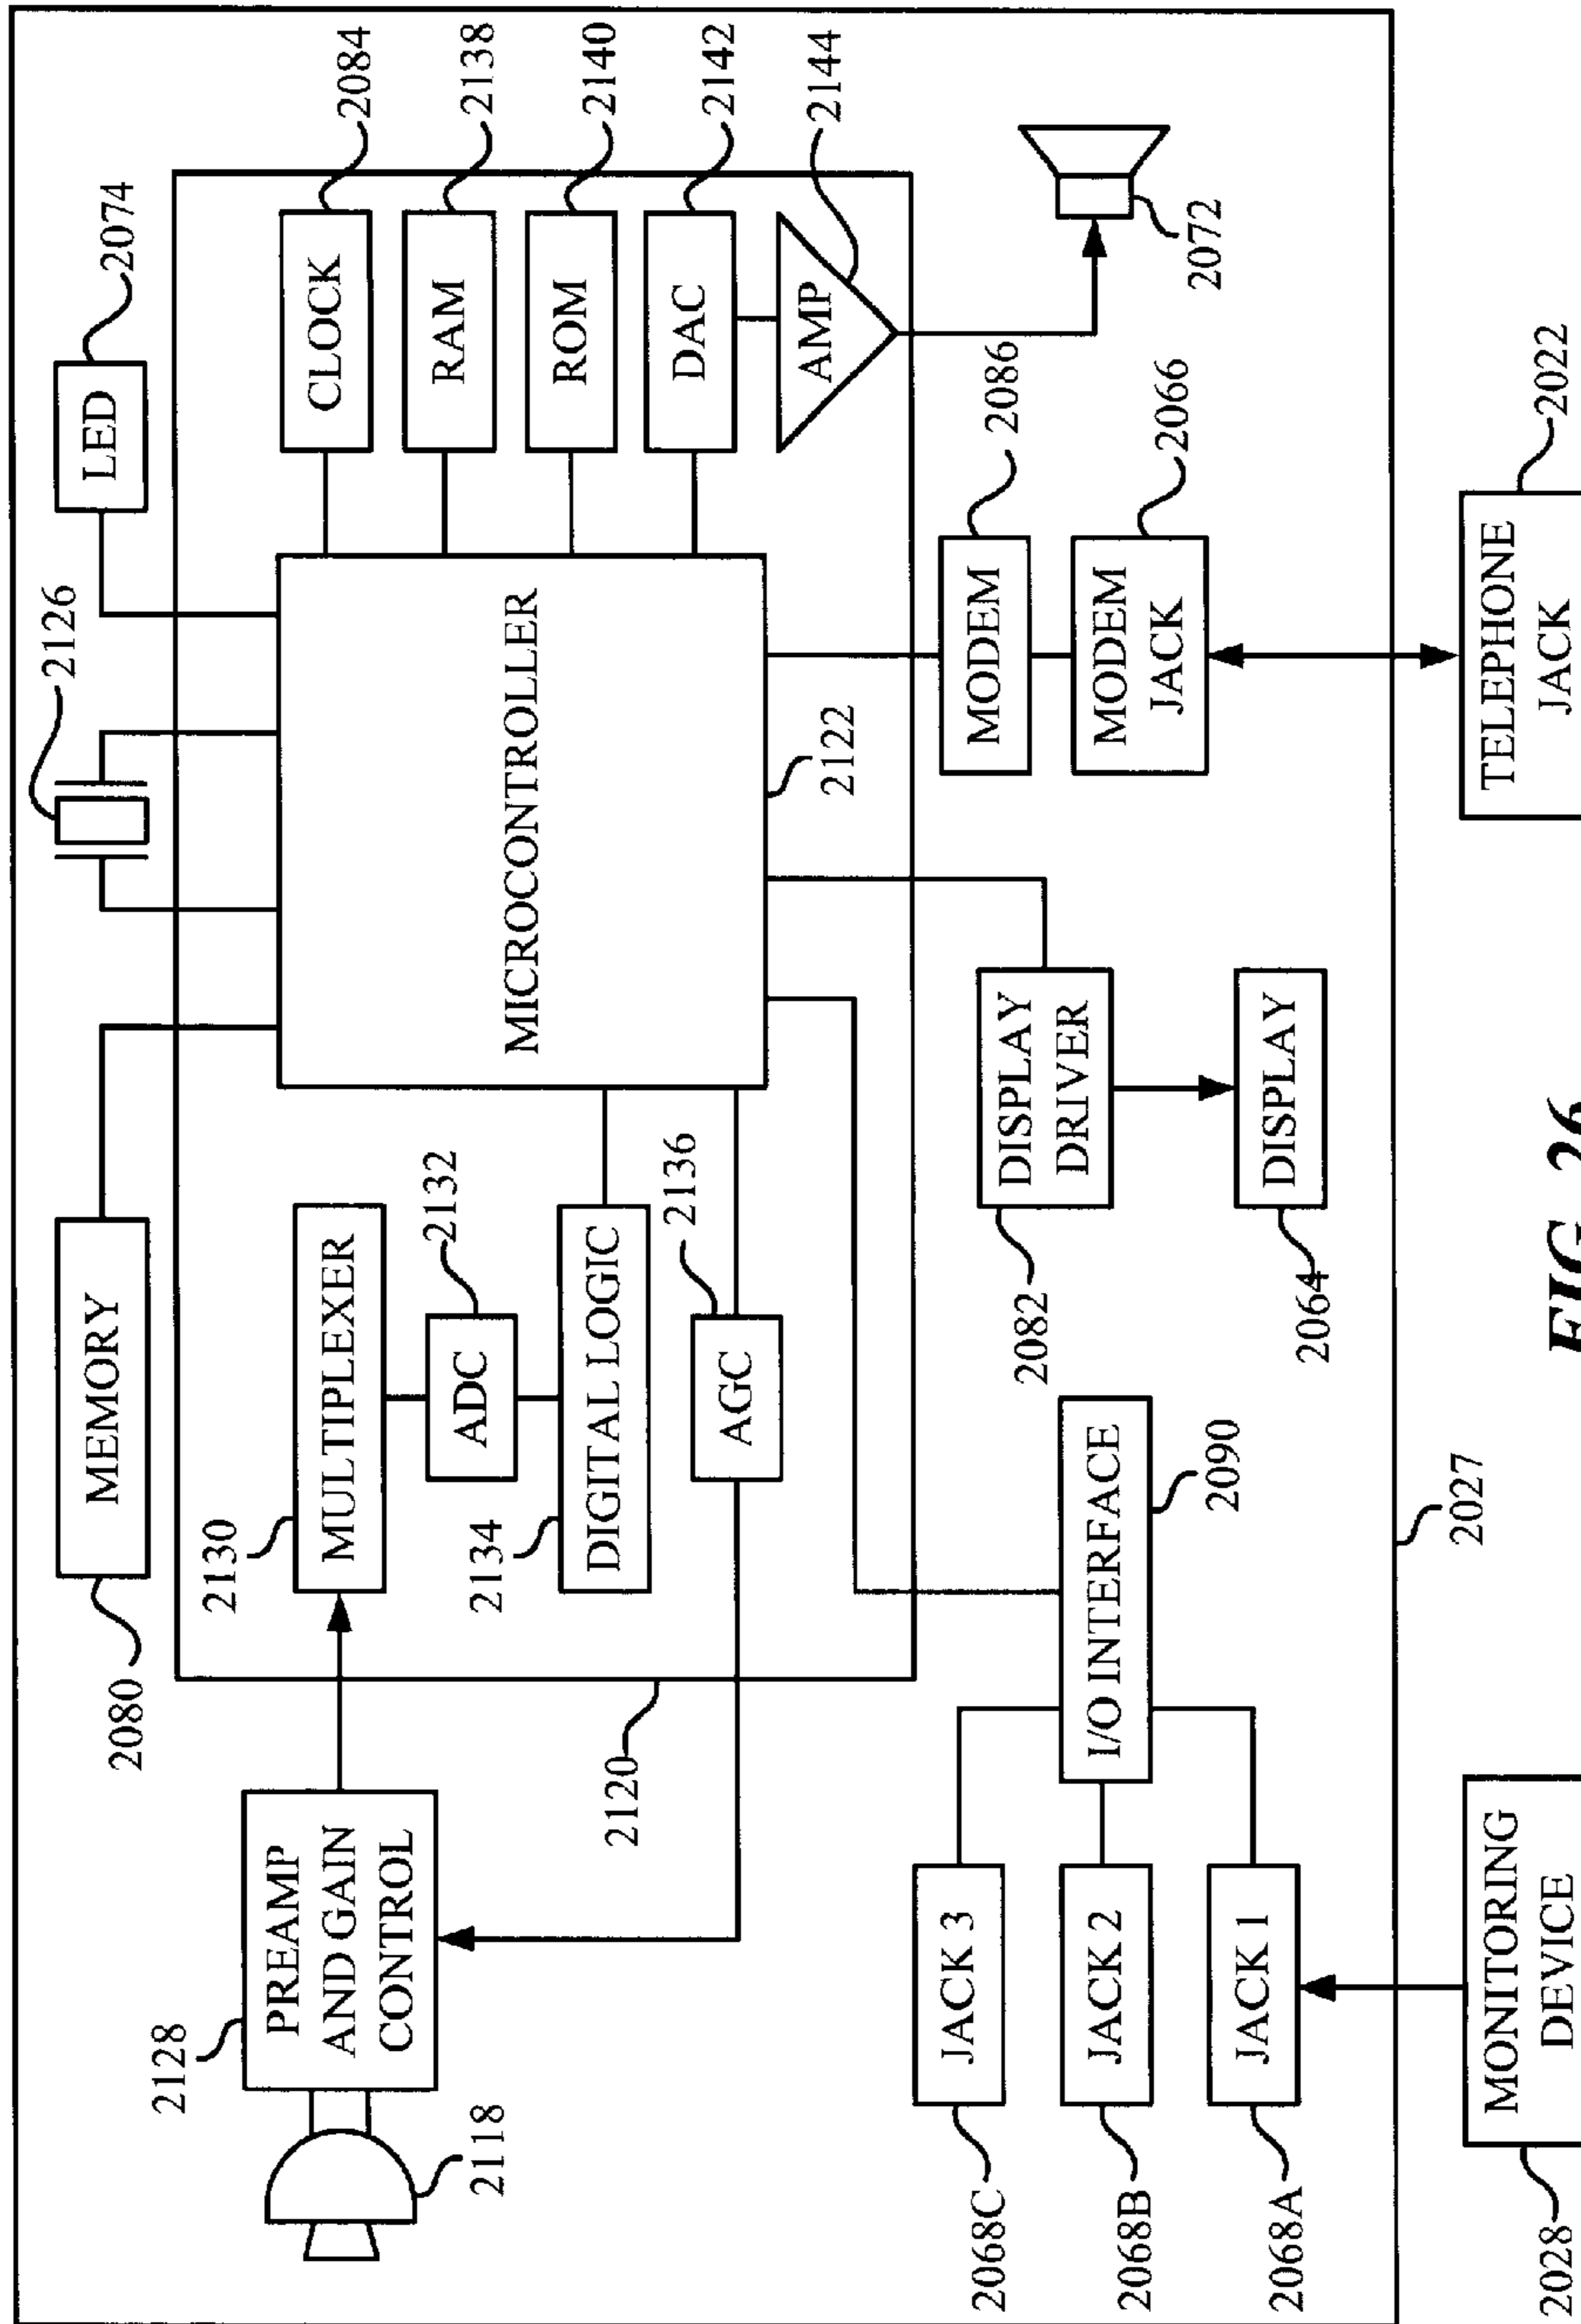 2080
MEMORY
2126
LED
2074
2128
PREAMP
AND GAIN
CONTROL
2118
2130
MULTIPLEXER
2132
ADC
2134
DIGITAL LOGIC
2136
AGC
2120
MICROCONTROLLER
2122
CLOCK
2084
RAM
2138
ROM
2140
DAC
2142
AMP
2144
2072
2068C
JACK 3
2068B
JACK 2
2068A
JACK 1
I/O INTERFACE
2090
2082
DISPLAY
DRIVER
2064
DISPLAY
MODEM
2086
MODEM
JACK
2066
2027
2028
MONITORING
DEVICE
TELEPHONE
JACK
2022
FIG. 26